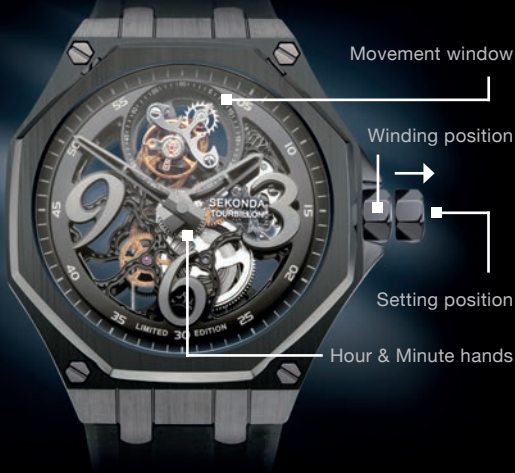 Movement window
Winding position
Setting position
Hour & Minute hands
55
05
50
10
9
SEKONDA
TOURBILLON
3
45
15
40
20
6
35
LIMITED 30 EDITION
25